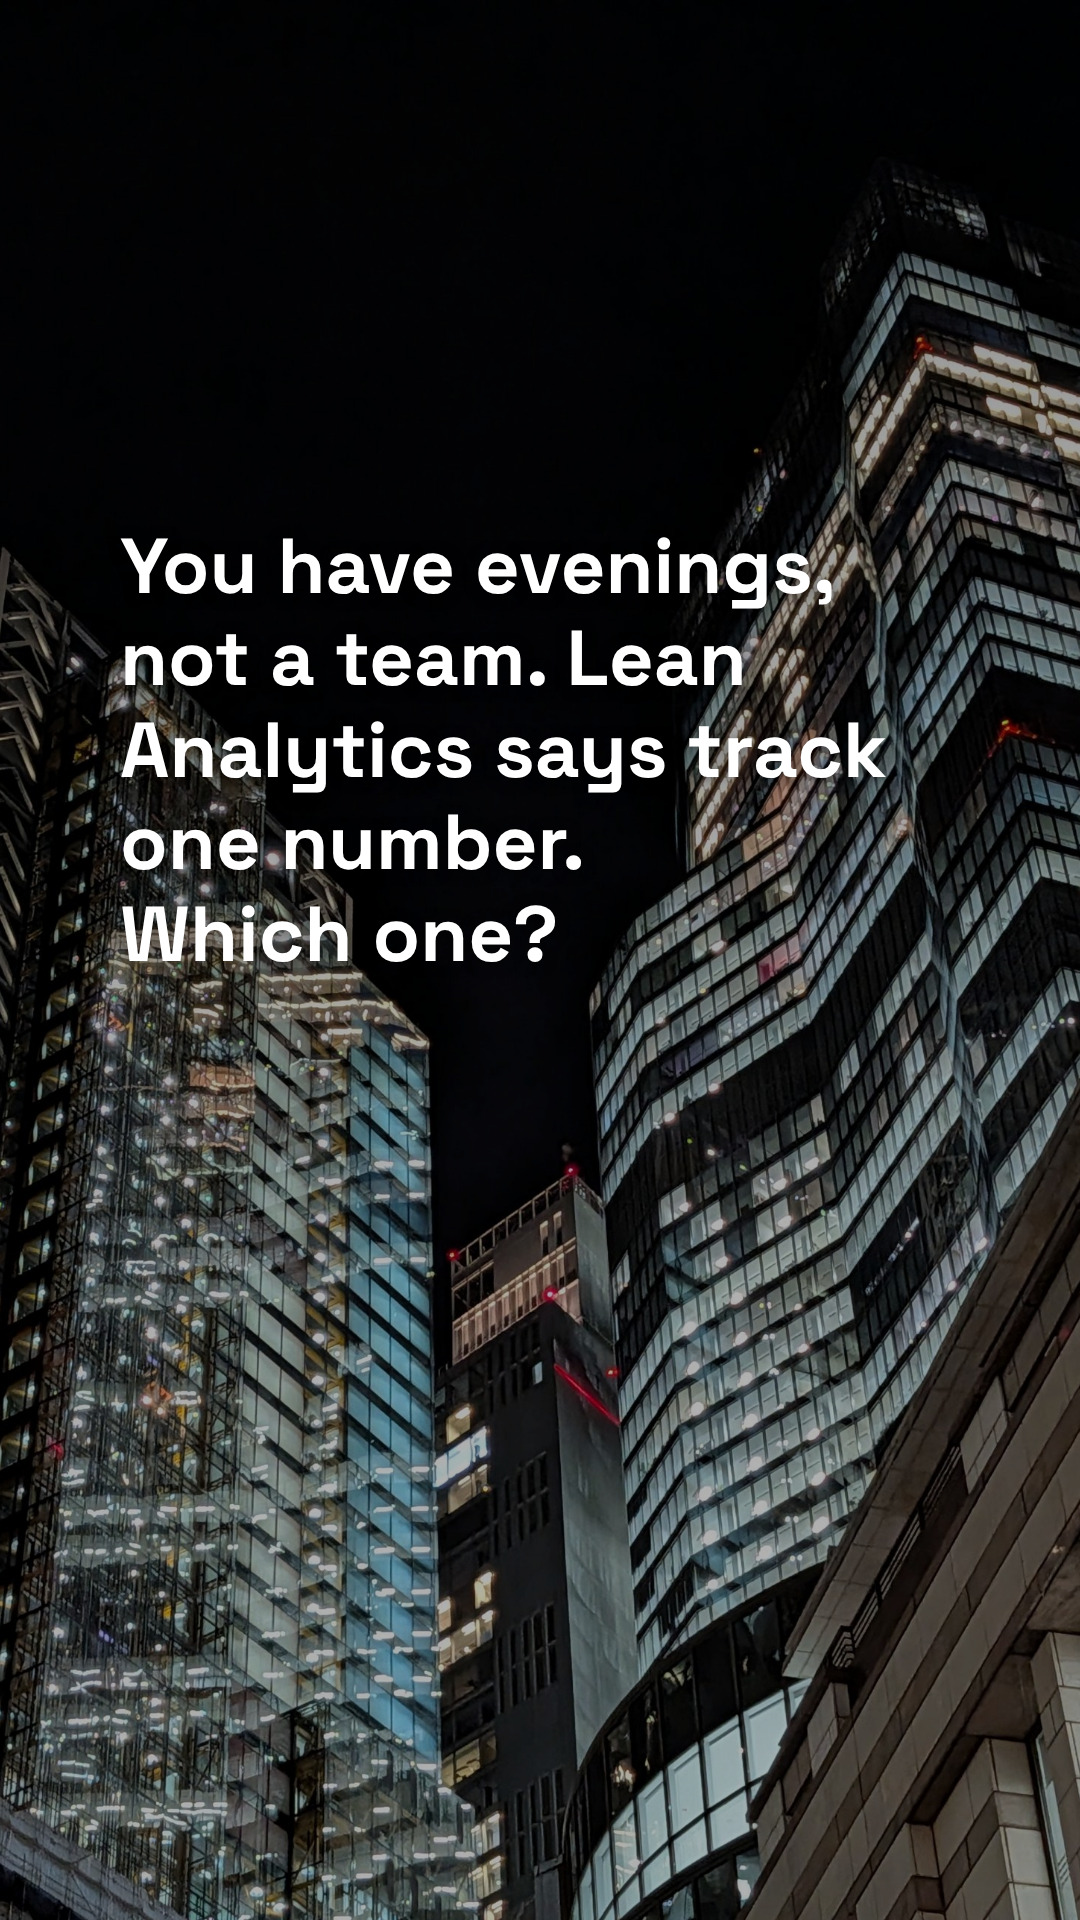 You have evenings,
not a team. Lean
Analytics says track
one number.
Which one?